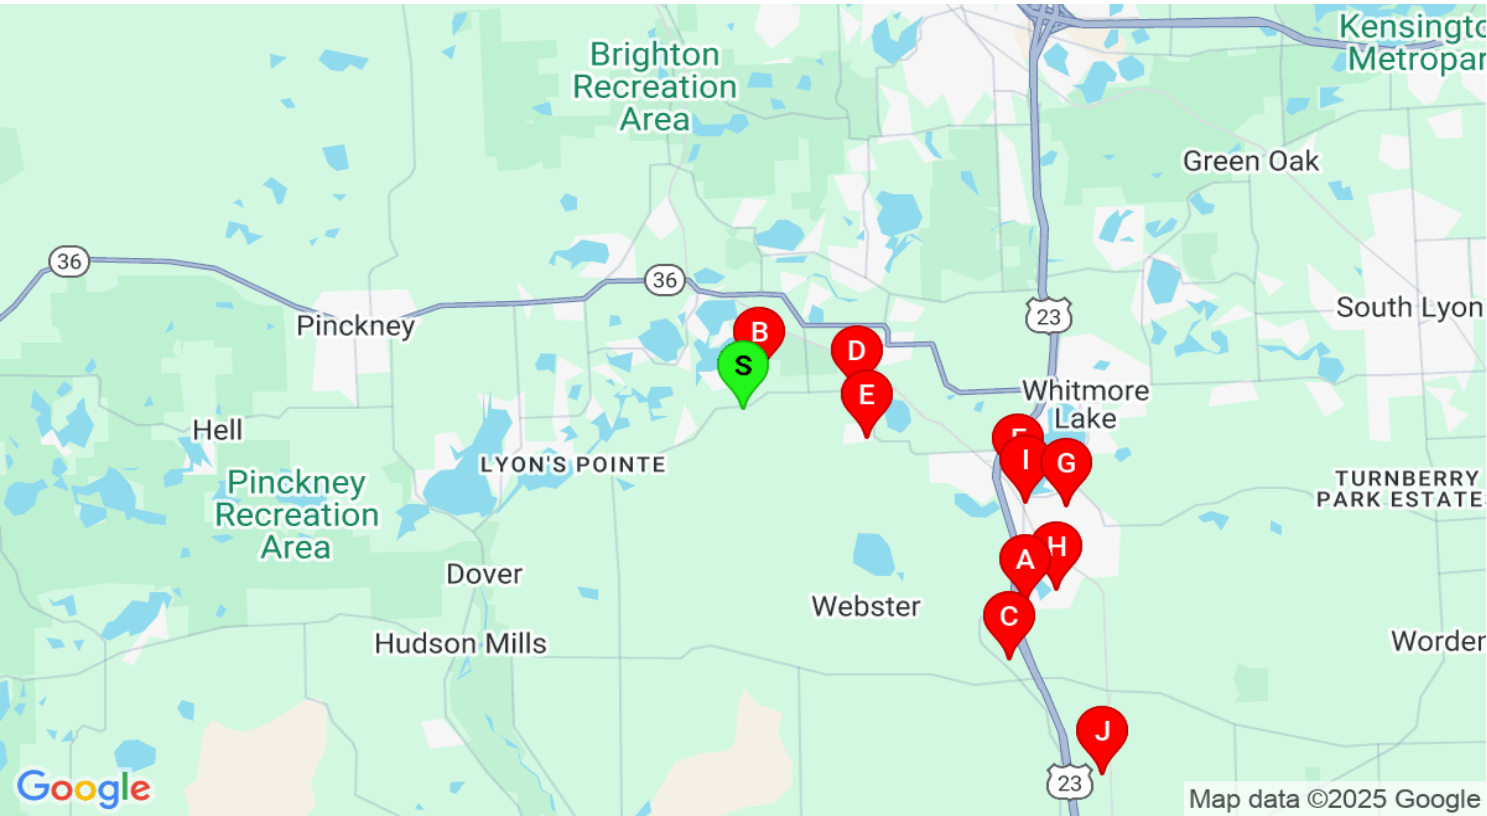 Brighton
Recreation
Area
Kensingto
Metropar
Green Oak
36
36
23
South Lyon
Pinckney
B
D
S
E
Whitmore
Lake
Hell
F
I
G
LYON'S POINTE
TURNBERRY
PARK ESTATE
Pinckney
Recreation
Area
H
A
Dover
Webster
C
Hudson Mills
Worder
J
23
Google
Map data ©2025 Google